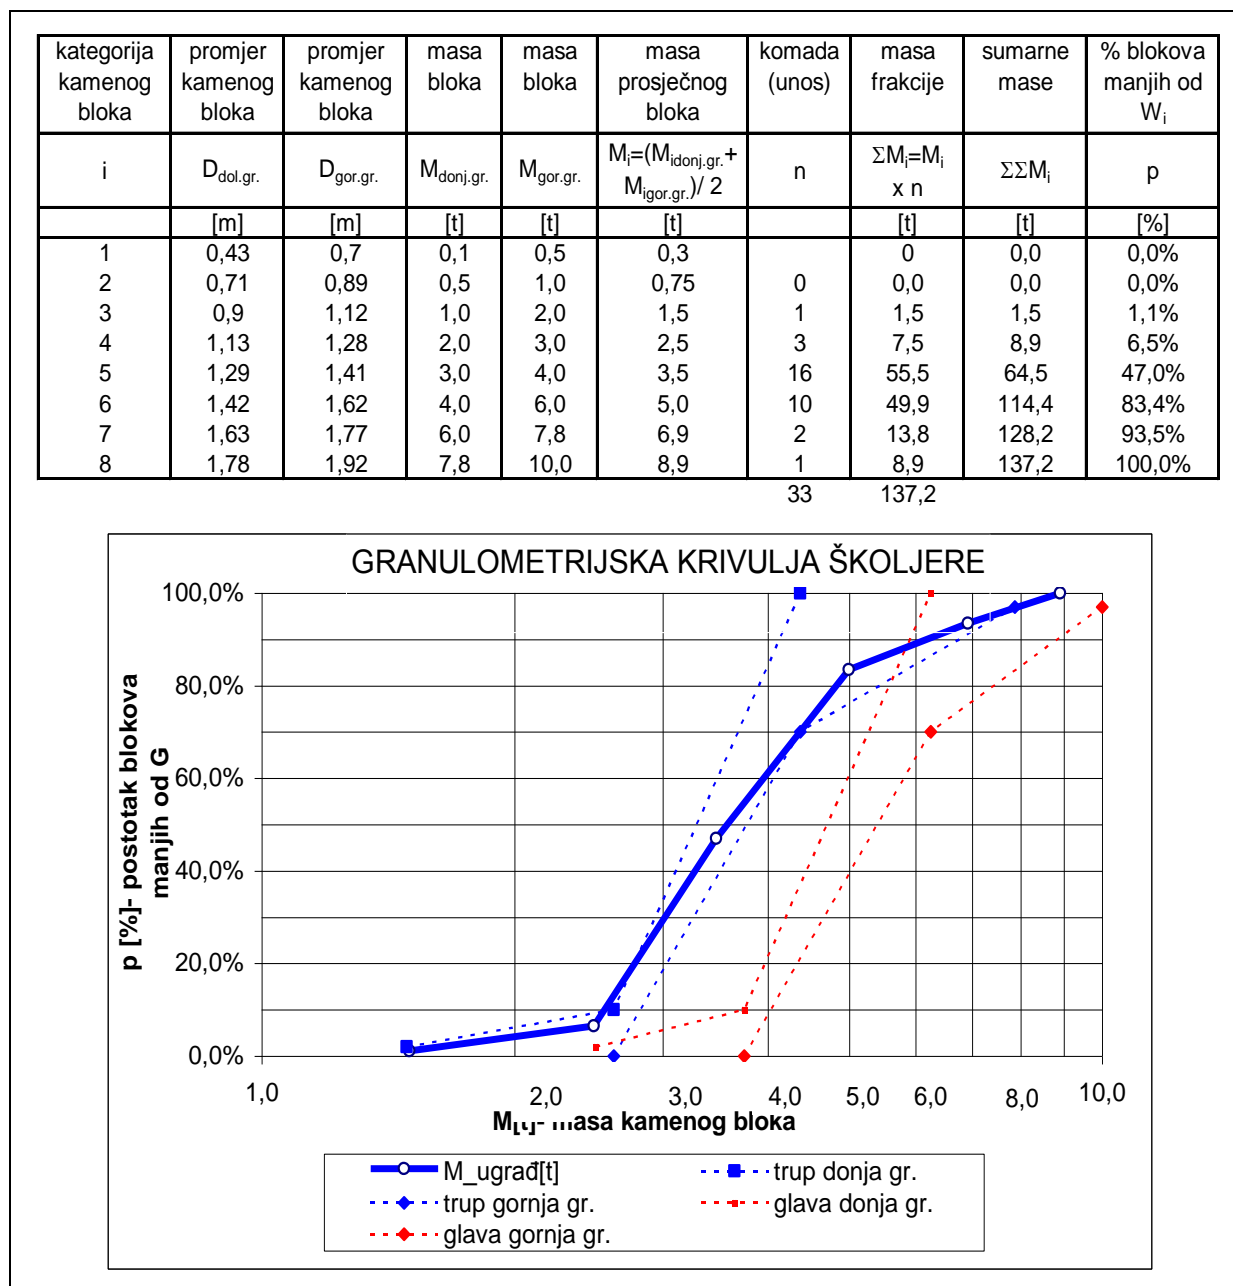 kategorija kamenog bloka | promjer kamenog bloka | promjer kamenog bloka | masa bloka | masa bloka | masa prosječnog bloka | komada (unos) | masa frakcije | sumarne mase | % blokova manjih od Wi
i | Ddol.gr. | Dgor.gr. | Mdonj.gr. | Mgor.gr. | Mi=(Midonj.gr.+ Migor.gr.)/ 2 | n | ΣMi=Mi x n | ΣΣMi | p
[m] | [m] | [t] | [t] | [t] | [t] | [t] | [%]
1 | 0,43 | 0,7 | 0,1 | 0,5 | 0,3 | 0 | 0,0 | 0,0%
2 | 0,71 | 0,89 | 0,5 | 1,0 | 0,75 | 0 | 0,0 | 0,0 | 0,0%
3 | 0,9 | 1,12 | 1,0 | 2,0 | 1,5 | 1 | 1,5 | 1,5 | 1,1%
4 | 1,13 | 1,28 | 2,0 | 3,0 | 2,5 | 3 | 7,5 | 8,9 | 6,5%
5 | 1,29 | 1,41 | 3,0 | 4,0 | 3,5 | 16 | 55,5 | 64,5 | 47,0%
6 | 1,42 | 1,62 | 4,0 | 6,0 | 5,0 | 10 | 49,9 | 114,4 | 83,4%
7 | 1,63 | 1,77 | 6,0 | 7,8 | 6,9 | 2 | 13,8 | 128,2 | 93,5%
8 | 1,78 | 1,92 | 7,8 | 10,0 | 8,9 | 1 | 8,9 | 137,2 | 100,0%
33 | 137,2
GRANULOMETRIJSKA KRIVULJA ŠKOLJERE
p [%]- postotak blokova
manjih od G
100,0%
80,0%
60,0%
40,0%
20,0%
0,0%
1,0 2,0 3,0 4,0 5,0 6,0 8,0 10,0
M[t]- masa kamenog bloka
M_ugrađ[t]
trup donja gr.
trup gornja gr.
glava donja gr.
glava gornja gr.